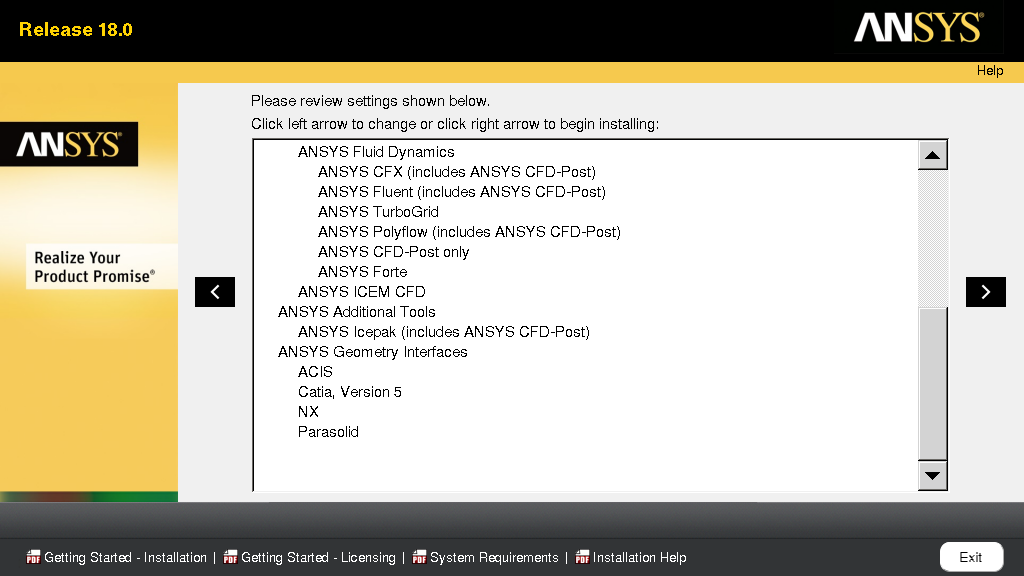 Release 18.0
ANSYS®
Help
Please review settings shown below.
Click left arrow to change or click right arrow to begin installing:
ANSYS®
Realize Your
Product Promise®
ANSYS Fluid Dynamics
ANSYS CFX (includes ANSYS CFD-Post)
ANSYS Fluent (includes ANSYS CFD-Post)
ANSYS TurboGrid
ANSYS Polyflow (includes ANSYS CFD-Post)
ANSYS CFD-Post only
ANSYS Forte
ANSYS ICEM CFD
ANSYS Additional Tools
ANSYS Icepak (includes ANSYS CFD-Post)
ANSYS Geometry Interfaces
ACIS
Catia, Version 5
NX
Parasolid
PDF Getting Started - Installation | PDF Getting Started - Licensing | PDF System Requirements | PDF Installation Help
Exit